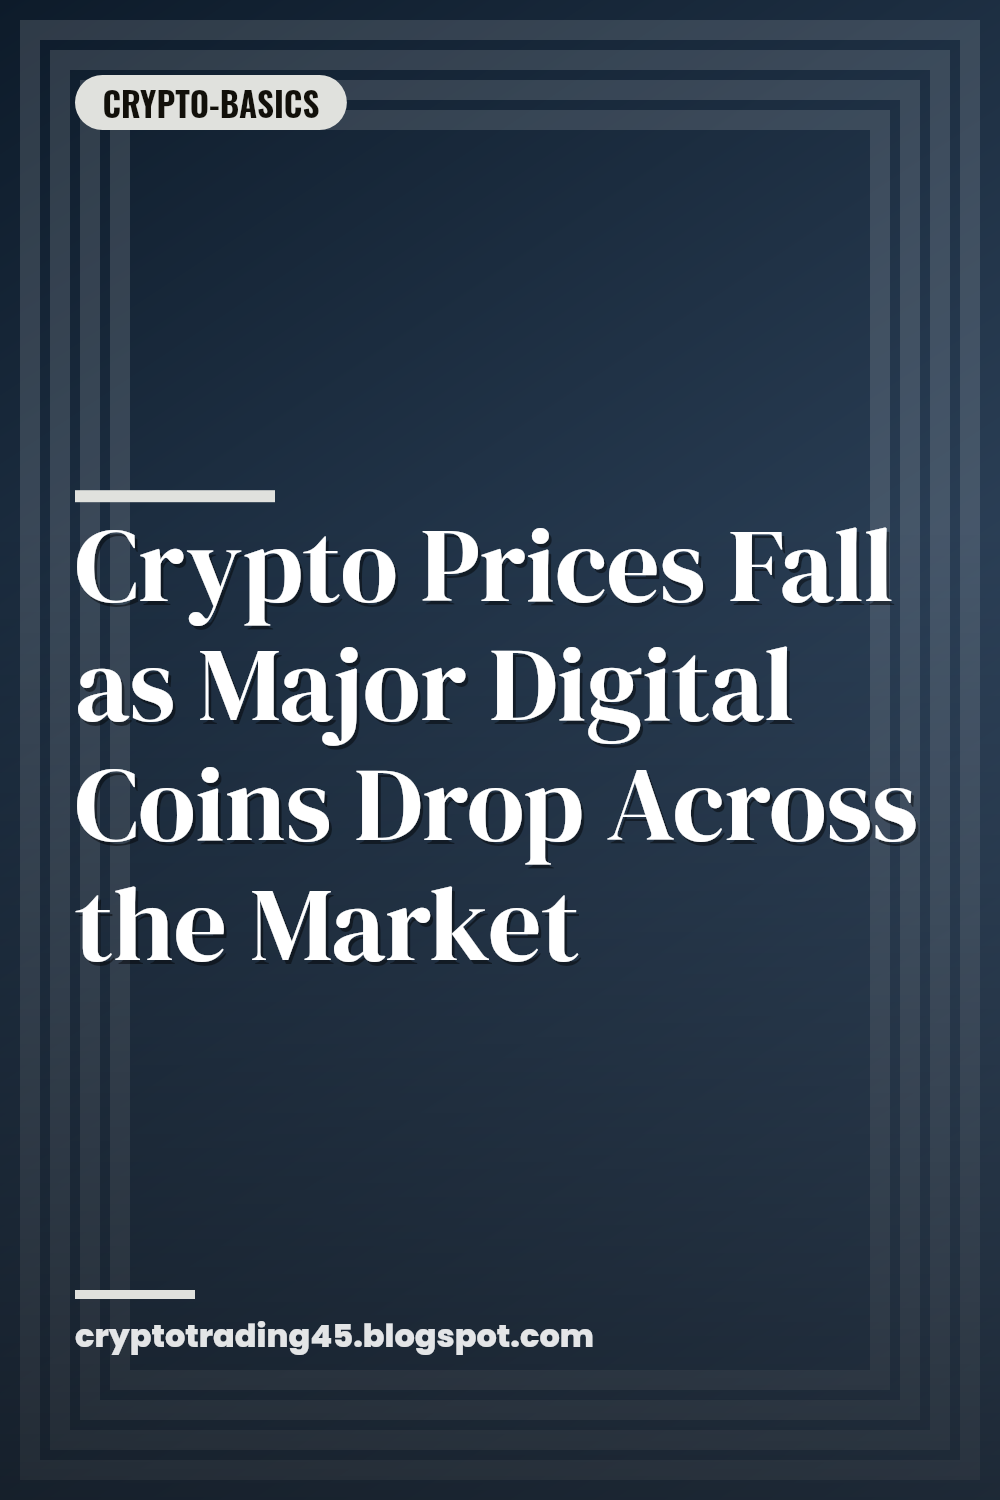 CRYPTO-BASICS
Crypto Prices Fall
as Major Digital
Coins Drop Across
the Market
cryptotrading45.blogspot.com